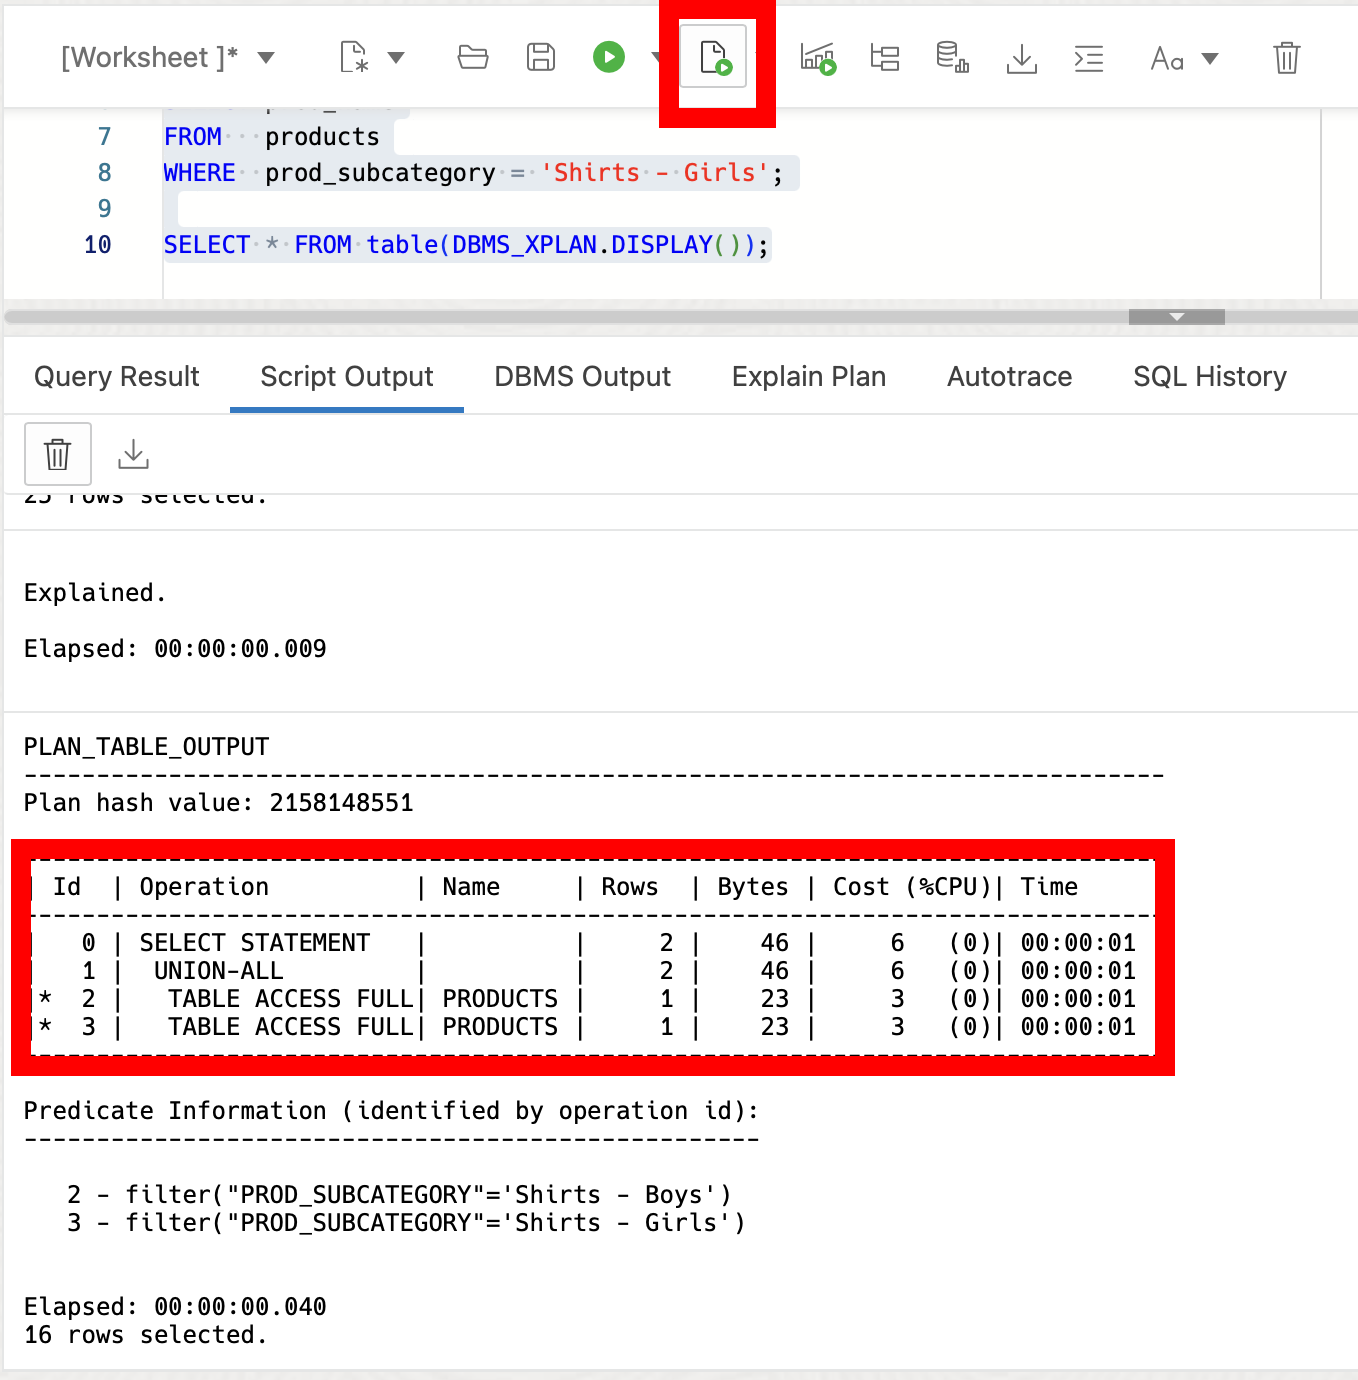 [Worksheet ]*
Aa
7 FROM products
8 WHERE prod_subcategory = 'Shirts - Girls';
9
10 SELECT * FROM table(DBMS_XPLAN.DISPLAY());
Query Result Script Output DBMS Output Explain Plan Autotrace SQL History
25 rows selected.
Explained.
Elapsed: 00:00:00.009
PLAN_TABLE_OUTPUT
-------------------------------------------------------------------------------
Plan hash value: 2158148551
-------------------------------------------------------------------------------
| Id  | Operation          | Name     | Rows  | Bytes | Cost (%CPU)| Time
-------------------------------------------------------------------------------
|   0 | SELECT STATEMENT   |          |     2 |    46 |     6   (0)| 00:00:01
|   1 |  UNION-ALL         |          |     2 |    46 |     6   (0)| 00:00:01
|*  2 |   TABLE ACCESS FULL| PRODUCTS |     1 |    23 |     3   (0)| 00:00:01
|*  3 |   TABLE ACCESS FULL| PRODUCTS |     1 |    23 |     3   (0)| 00:00:01
-------------------------------------------------------------------------------
Predicate Information (identified by operation id):
---------------------------------------------------
2 - filter("PROD_SUBCATEGORY"='Shirts - Boys')
3 - filter("PROD_SUBCATEGORY"='Shirts - Girls')
Elapsed: 00:00:00.040
16 rows selected.